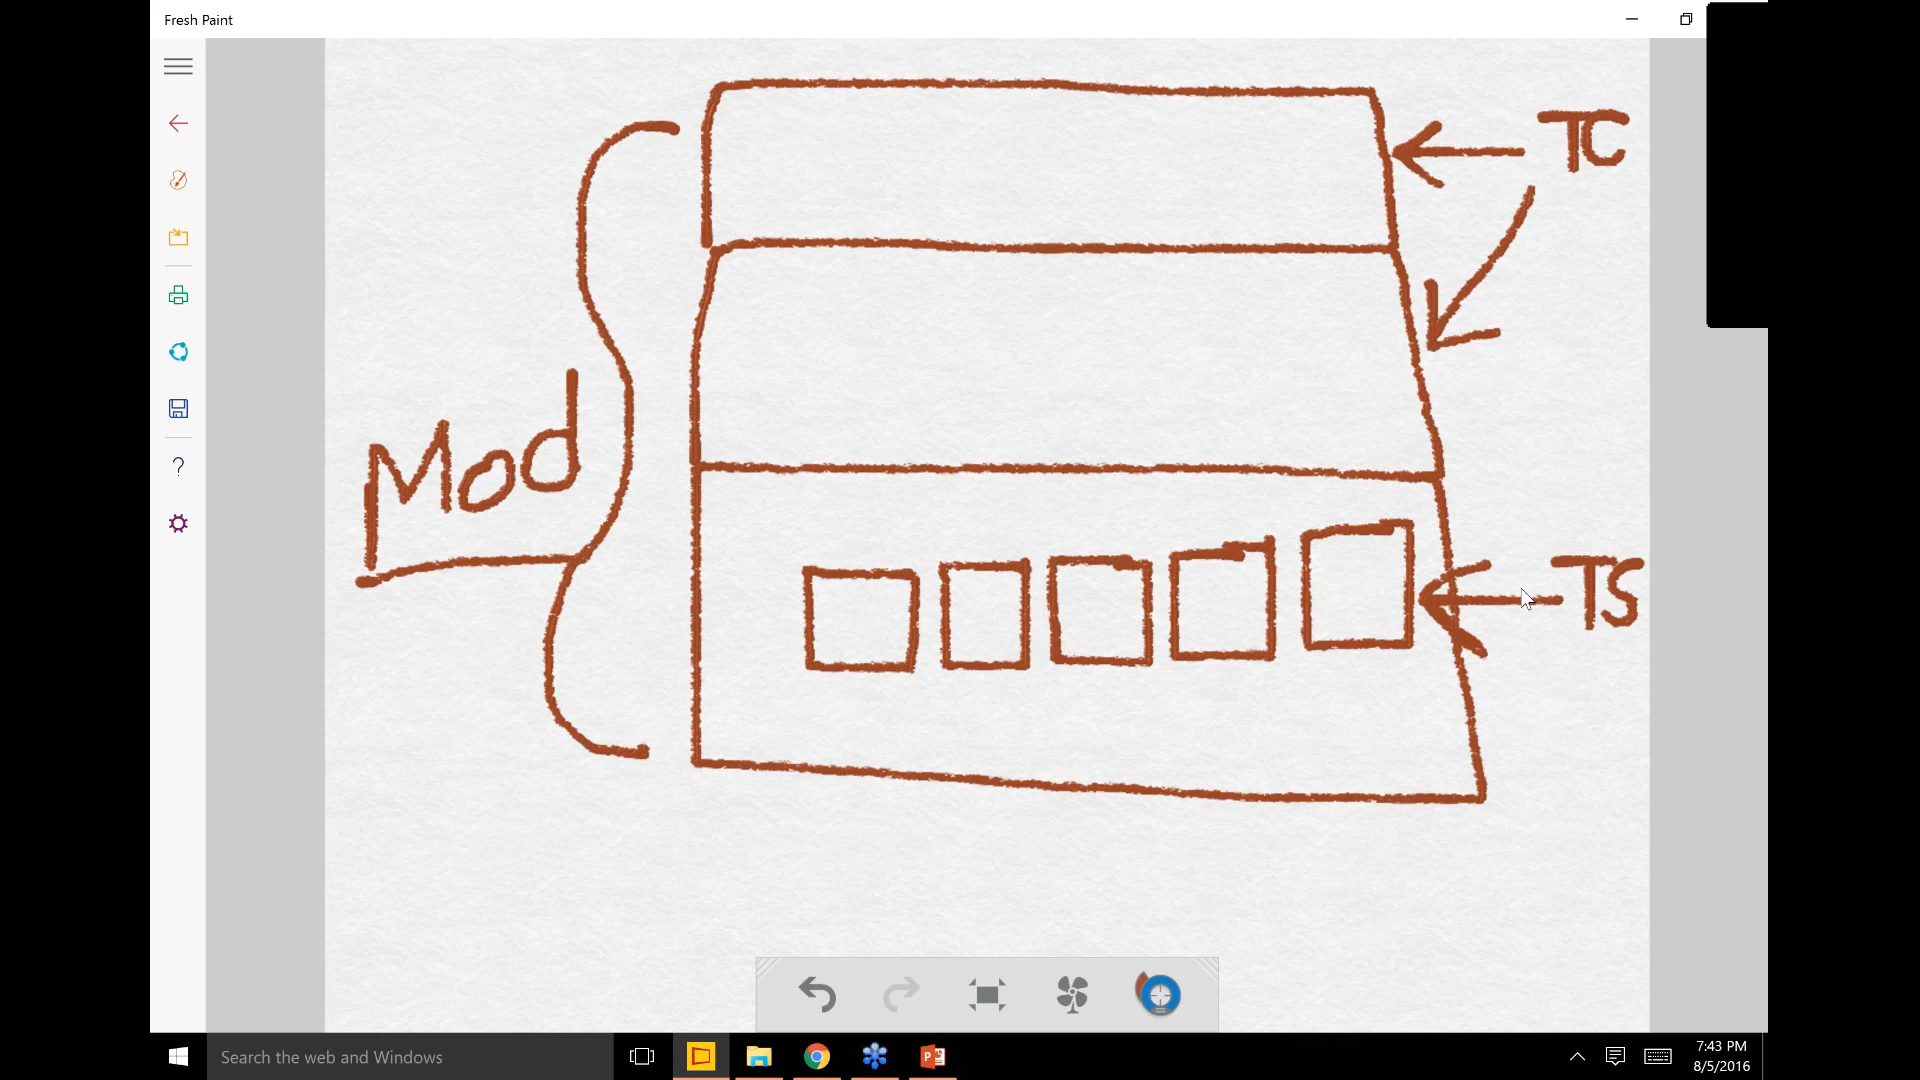 Fresh Paint
TC
Mod
TS
?
Search the web and Windows
7:43 PM
8/5/2016